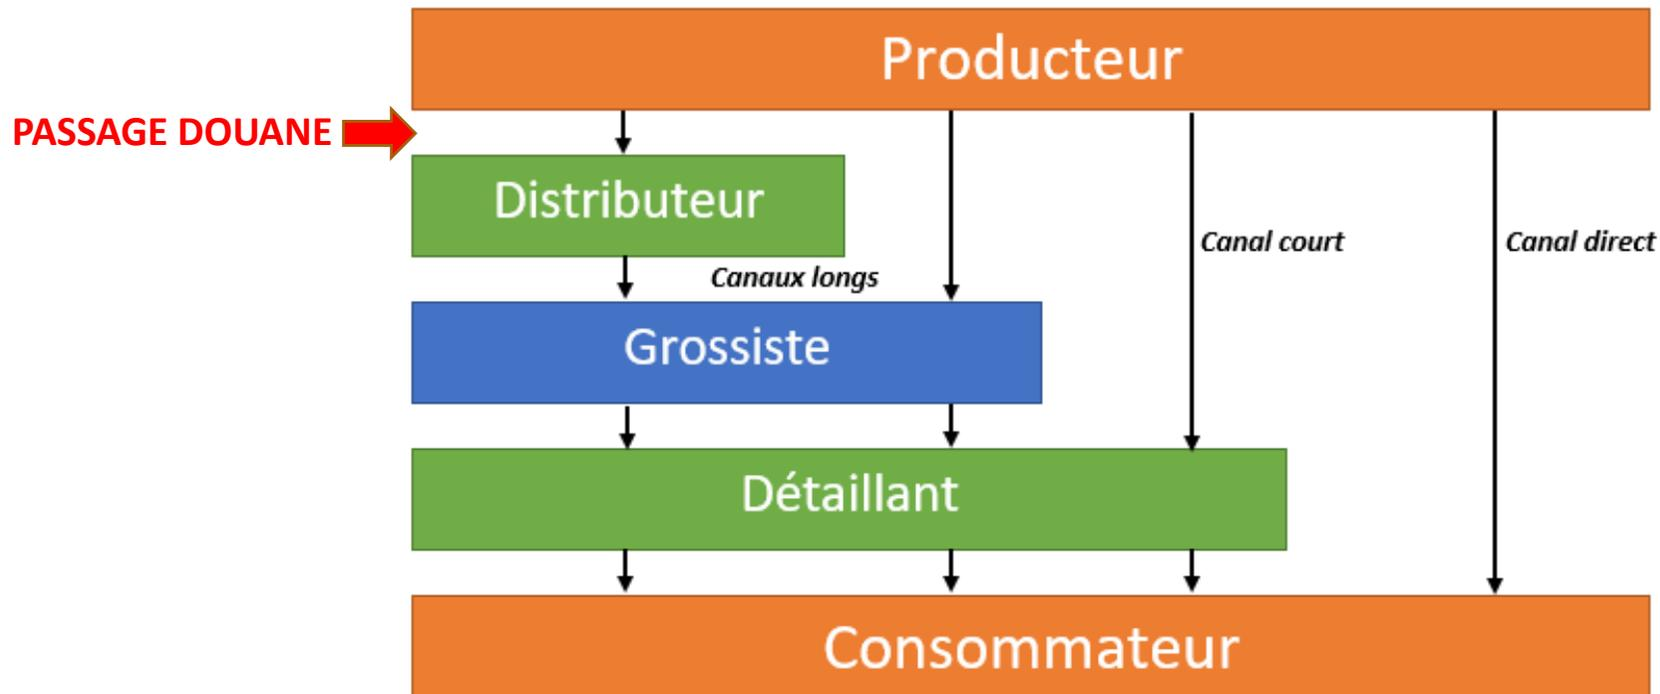 Producteur
PASSAGE DOUANE
Distributeur
Canal court
Canal direct
Canaux longs
Grossiste
Détaillant
Consommateur